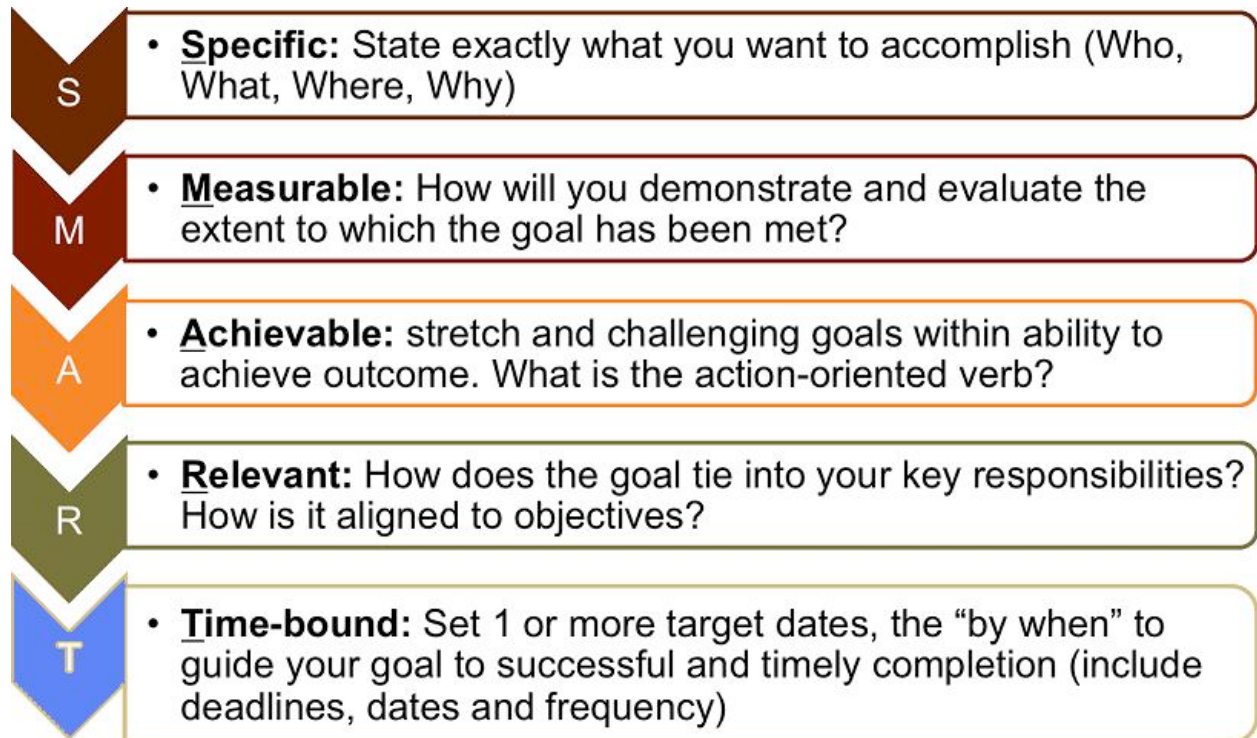 S
• Specific: State exactly what you want to accomplish (Who,
What, Where, Why)
M
• Measurable: How will you demonstrate and evaluate the
extent to which the goal has been met?
A
• Achievable: stretch and challenging goals within ability to
achieve outcome. What is the action-oriented verb?
R
• Relevant: How does the goal tie into your key responsibilities?
How is it aligned to objectives?
T
• Time-bound: Set 1 or more target dates, the “by when” to
guide your goal to successful and timely completion (include
deadlines, dates and frequency)